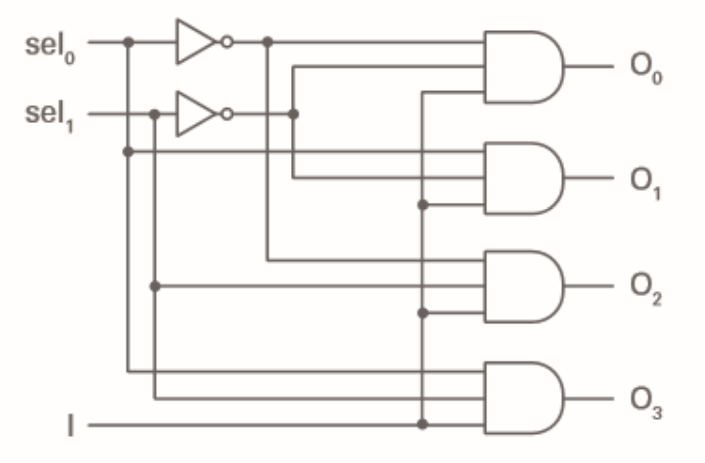 sel₀
O₀
sel₁
O₁
O₂
O₃
I